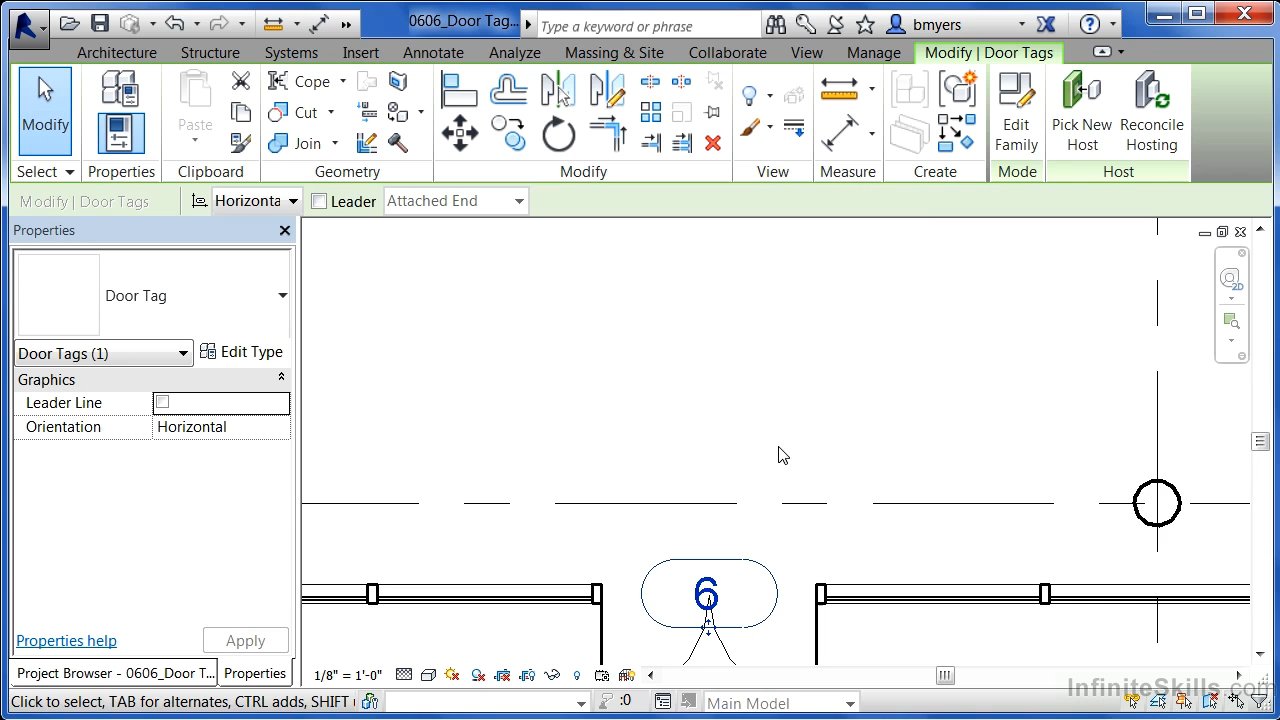 0606_Door Tag...
Type a keyword or phrase
bmyers
Architecture Structure Systems Insert Annotate Analyze Massing & Site Collaborate View Manage Modify | Door Tags
Modify
Paste
Cope
Cut
Join
Edit Family
Pick New Host
Reconcile Hosting
Select Properties Clipboard Geometry Modify View Measure Create Mode Host
Modify | Door Tags
Horizonta
Leader
Attached End
Properties
Door Tag
Door Tags (1)
Edit Type
Graphics
Leader Line
Orientation Horizontal
2D
6
Properties help
Apply
Project Browser - 0606_Door T...
Properties
1/8" = 1'-0"
Click to select, TAB for alternates, CTRL adds, SHIFT u
:0
Main Model
InfiniteSkills.com